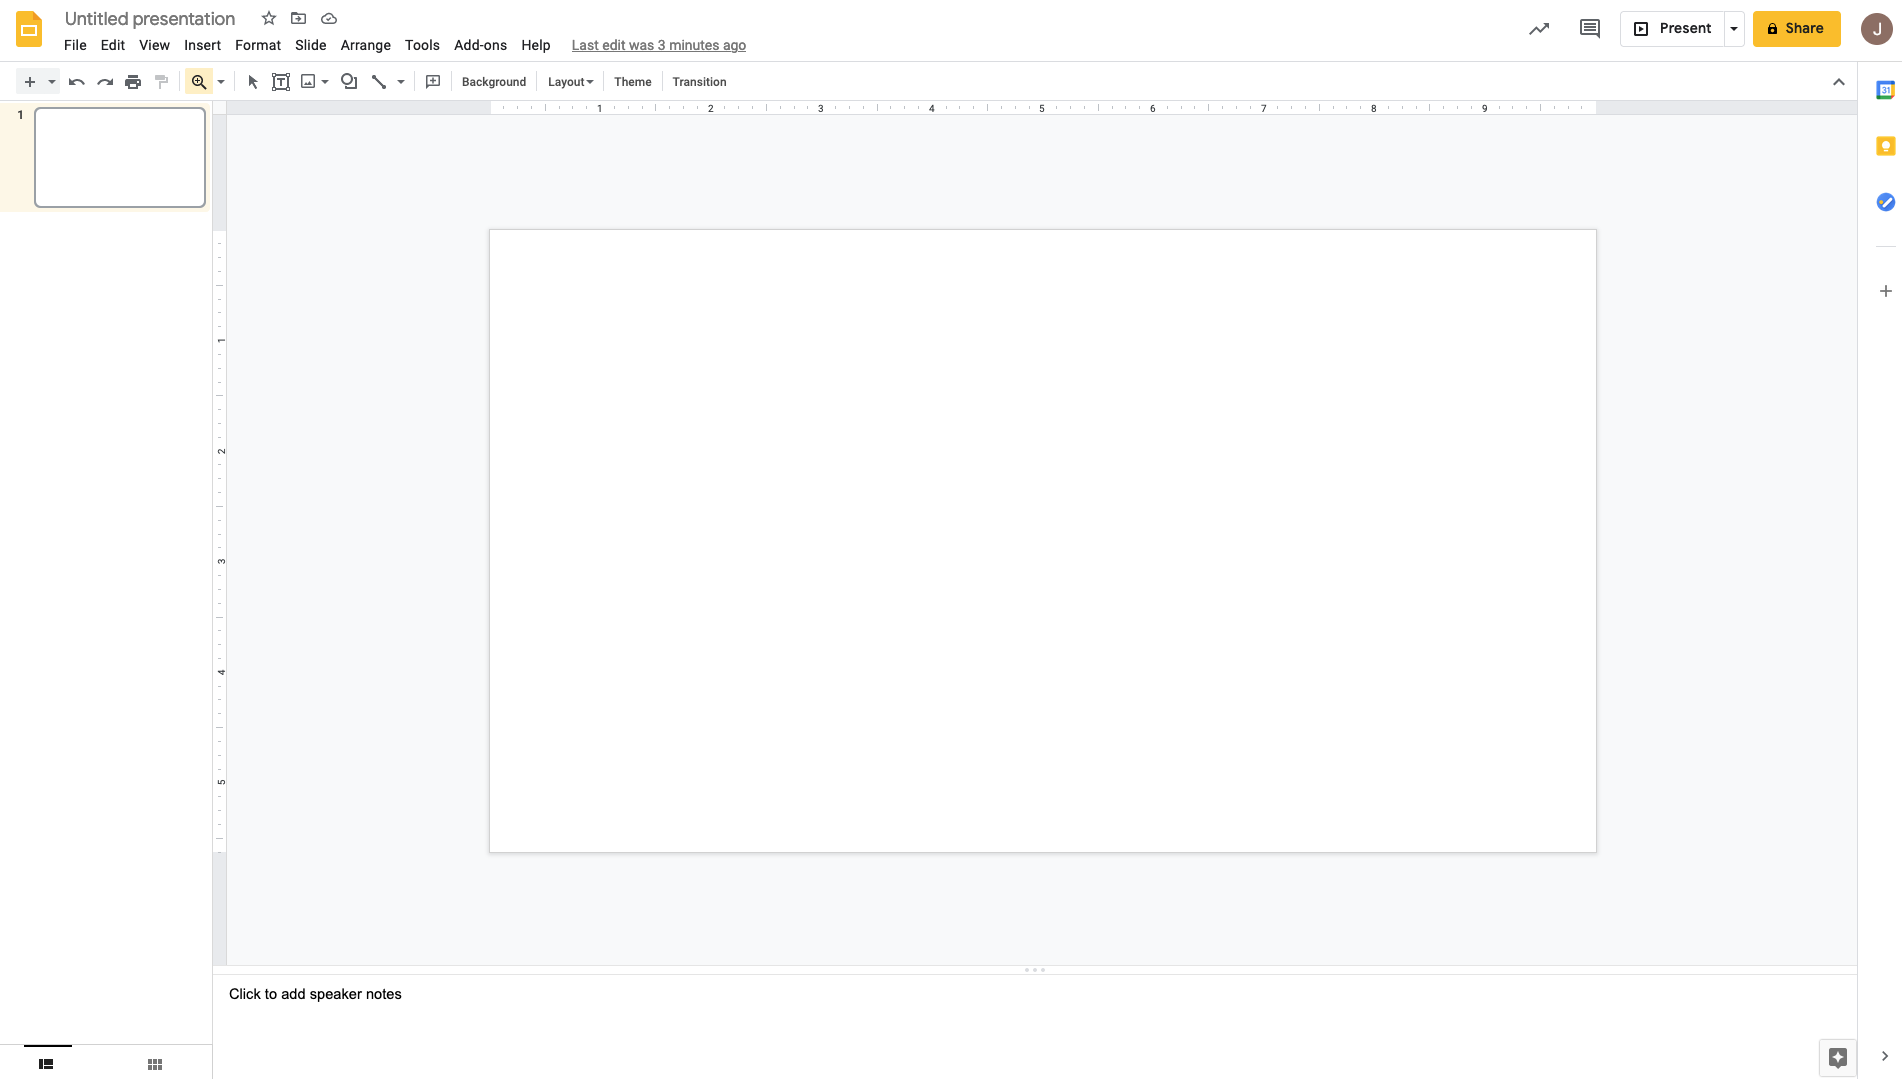 Untitled presentation
File Edit View Insert Format Slide Arrange Tools Add-ons Help Last edit was 3 minutes ago
Present
Share
J
Background Layout Theme Transition
31
1
1 2 3 4 5 6 7 8 9
1
2
3
4
5
Click to add speaker notes